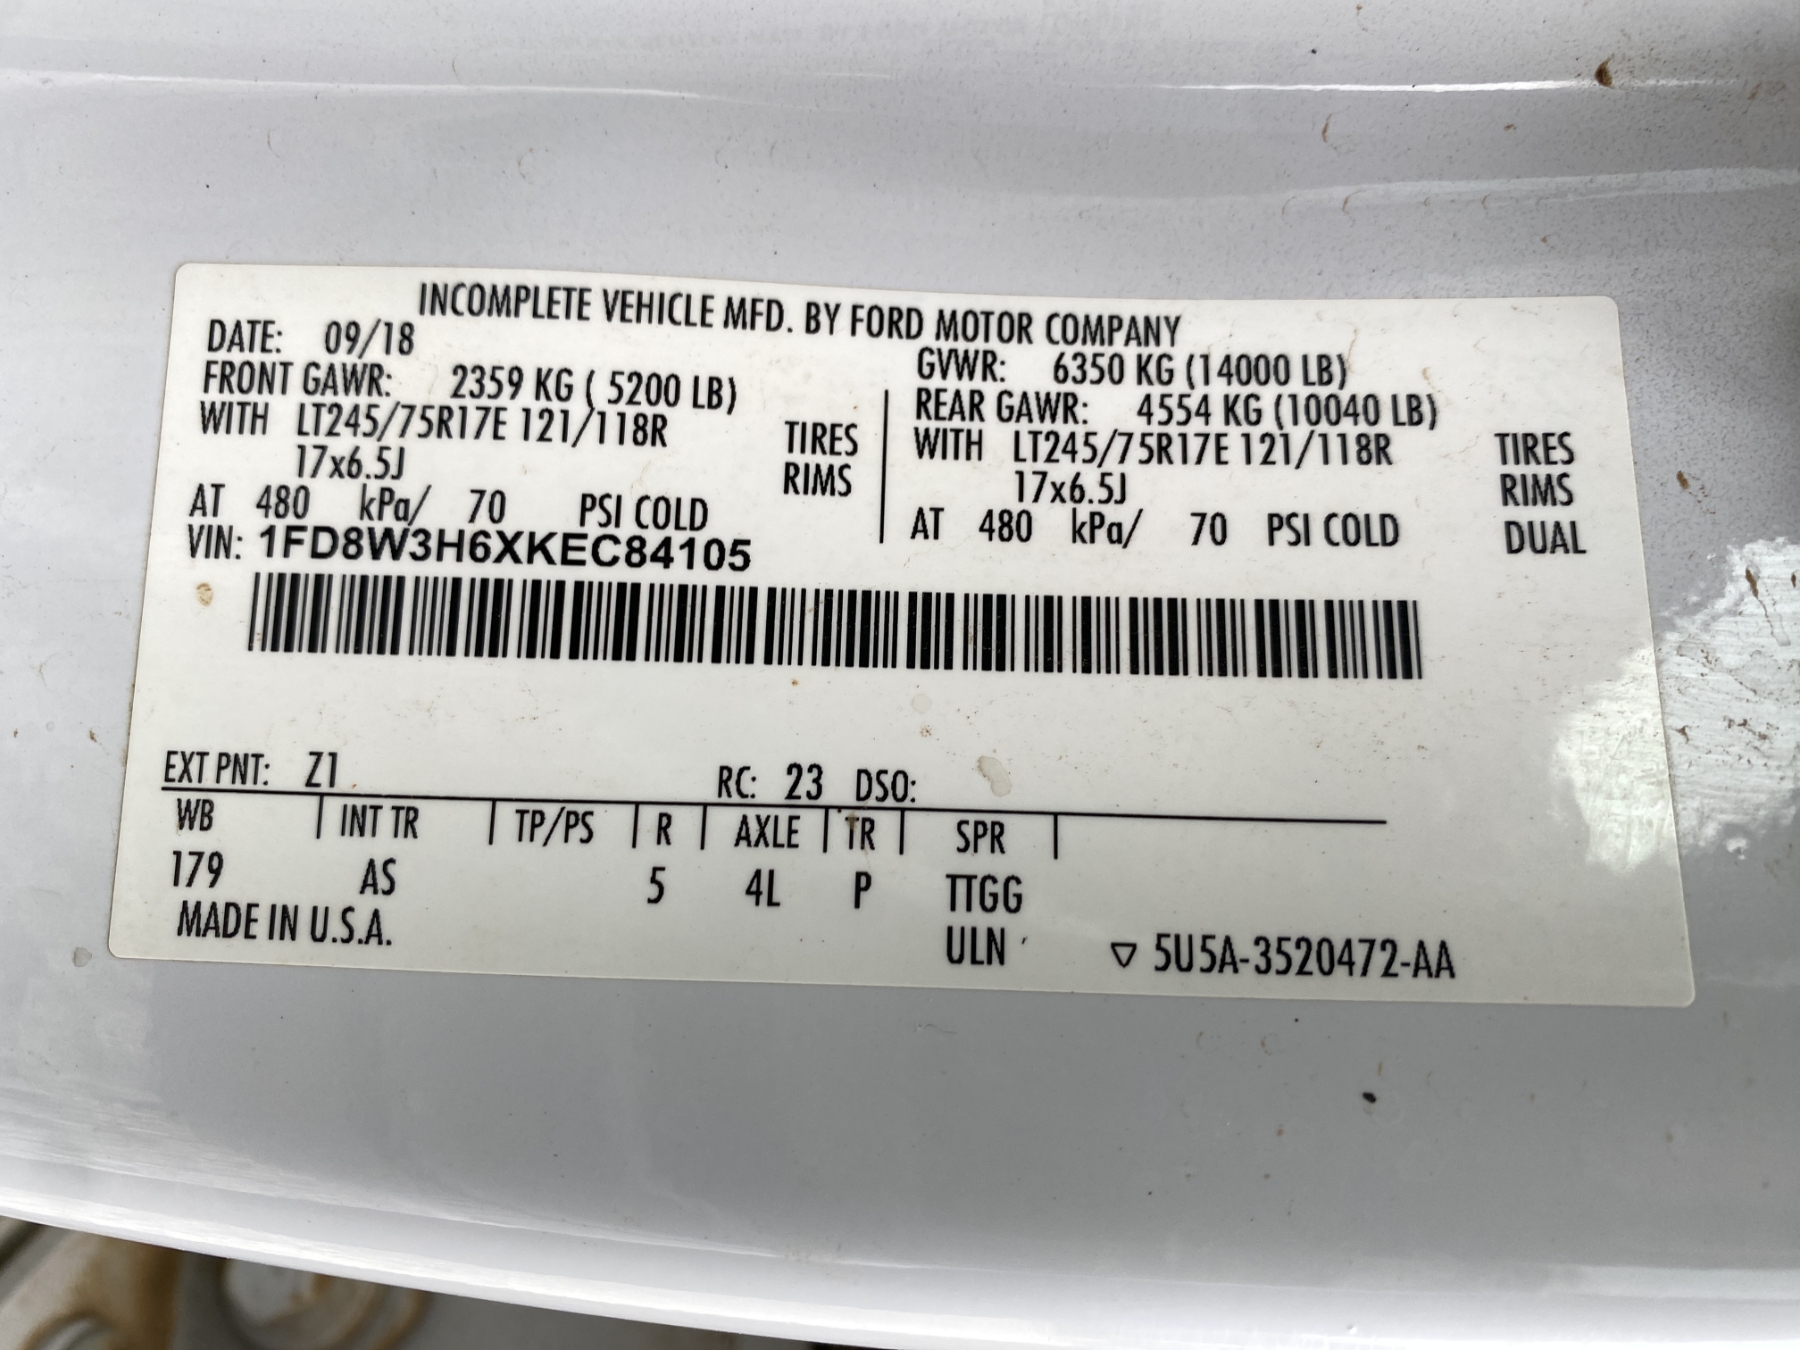 INCOMPLETE VEHICLE MFD. BY FORD MOTOR COMPANY
DATE: 09/18 GVWR: 6350 KG (14000 LB)
FRONT GAWR: 2359 KG ( 5200 LB) REAR GAWR: 4554 KG (10040 LB)
WITH LT245/75R17E 121/118R TIRES WITH LT245/75R17E 121/118R TIRES
17x6.5J RIMS 17x6.5J RIMS
AT 480 kPa/ 70 PSI COLD AT 480 kPa/ 70 PSI COLD DUAL
VIN: 1FD8W3H6XKEC84105
EXT PNT: Z1 RC: 23 DSO:
WB INT TR TP/PS R AXLE TR SPR
179 AS 5 4L P TTGG
MADE IN U.S.A. ULN ▽ 5U5A-3520472-AA